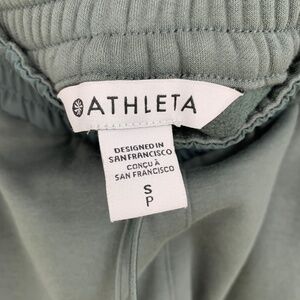 ATHLETA
DESIGNED IN
SAN FRANCISCO
CONÇU À
SAN FRANCISCO
S
P